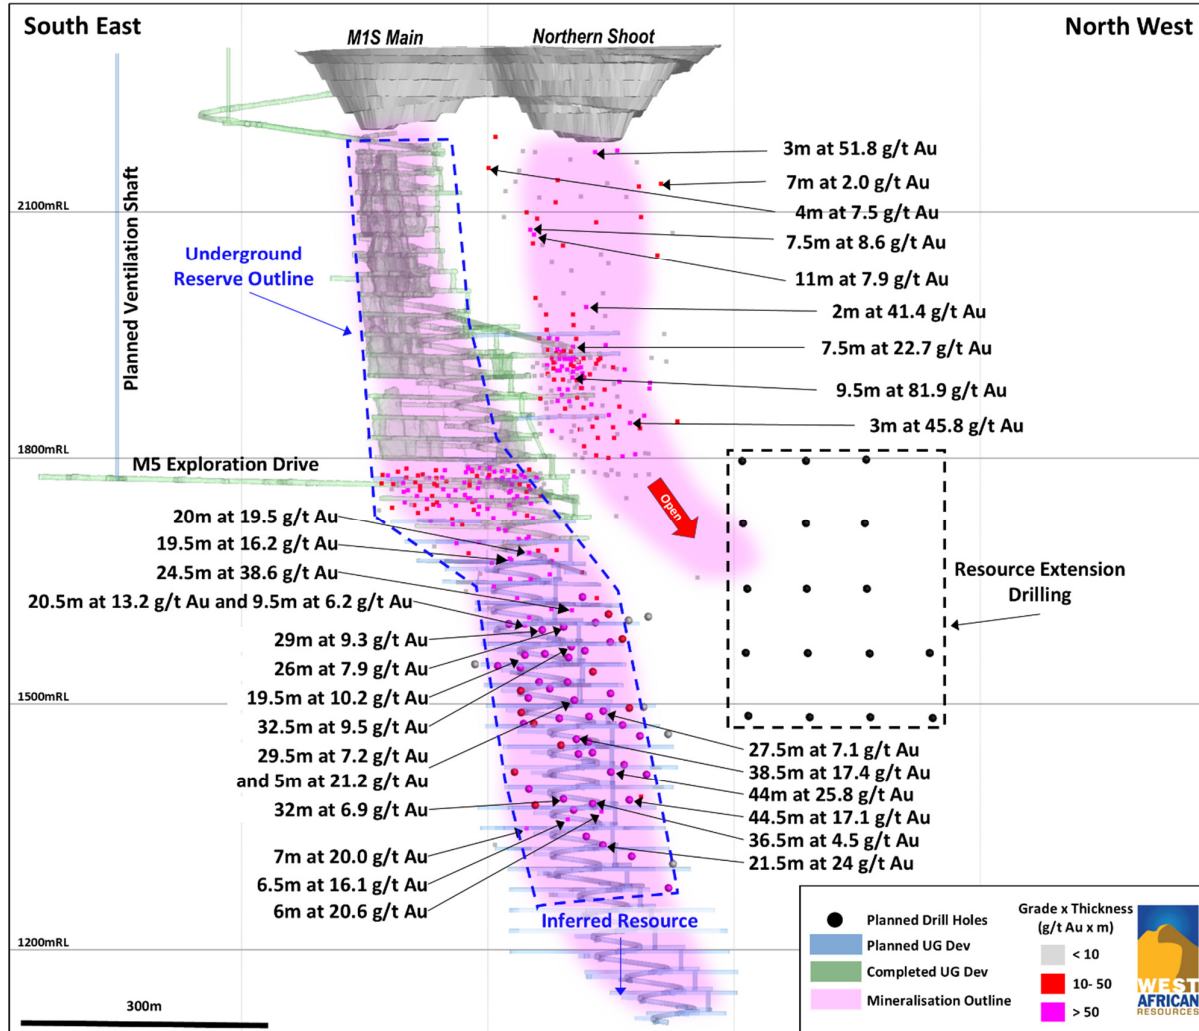 South East
M1S Main
Northern Shoot
North West
Planned Ventilation Shaft
2100mRL
Underground
Reserve Outline
3m at 51.8 g/t Au
7m at 2.0 g/t Au
4m at 7.5 g/t Au
7.5m at 8.6 g/t Au
11m at 7.9 g/t Au
2m at 41.4 g/t Au
7.5m at 22.7 g/t Au
9.5m at 81.9 g/t Au
3m at 45.8 g/t Au
1800mRL
M5 Exploration Drive
Open
Resource Extension
Drilling
20m at 19.5 g/t Au
19.5m at 16.2 g/t Au
24.5m at 38.6 g/t Au
20.5m at 13.2 g/t Au and 9.5m at 6.2 g/t Au
29m at 9.3 g/t Au
26m at 7.9 g/t Au
19.5m at 10.2 g/t Au
1500mRL
32.5m at 9.5 g/t Au
29.5m at 7.2 g/t Au
and 5m at 21.2 g/t Au
32m at 6.9 g/t Au
7m at 20.0 g/t Au
6.5m at 16.1 g/t Au
6m at 20.6 g/t Au
27.5m at 7.1 g/t Au
38.5m at 17.4 g/t Au
44m at 25.8 g/t Au
44.5m at 17.1 g/t Au
36.5m at 4.5 g/t Au
21.5m at 24 g/t Au
Inferred Resource
1200mRL
300m
Planned Drill Holes
Planned UG Dev
Completed UG Dev
Mineralisation Outline
Grade x Thickness
(g/t Au x m)
< 10
10- 50
> 50
WEST
AFRICAN
RESOURCES